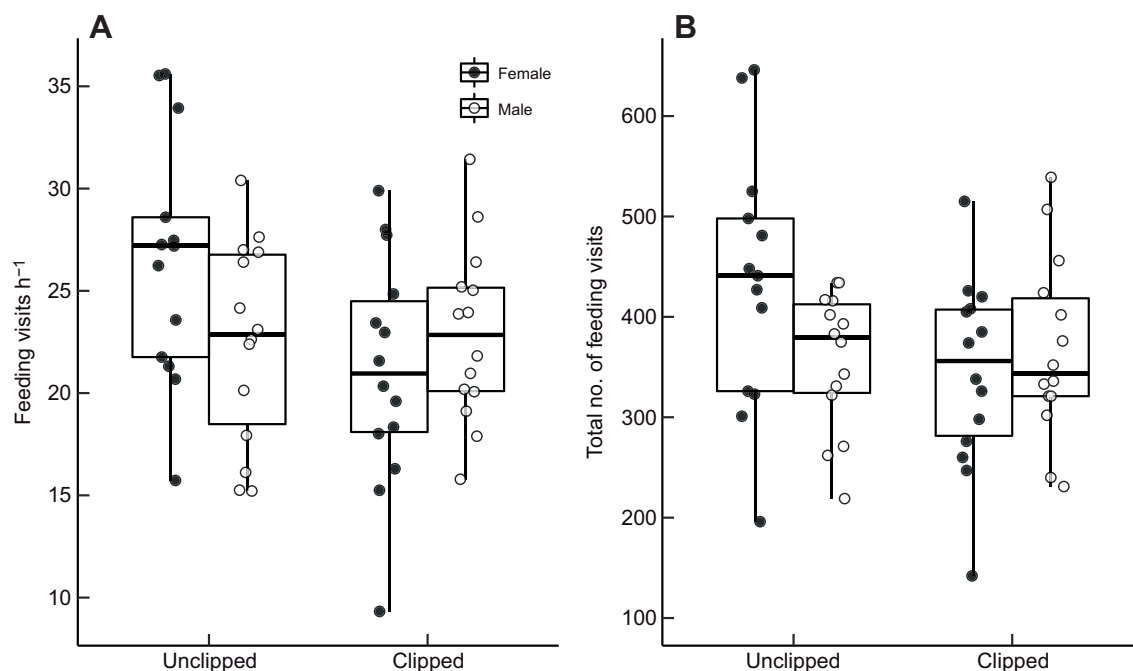 A
Feeding visits h⁻¹
35
30
25
20
15
10
Female
Male
Unclipped
Clipped
B
Total no. of feeding visits
600
500
400
300
200
100
Unclipped
Clipped